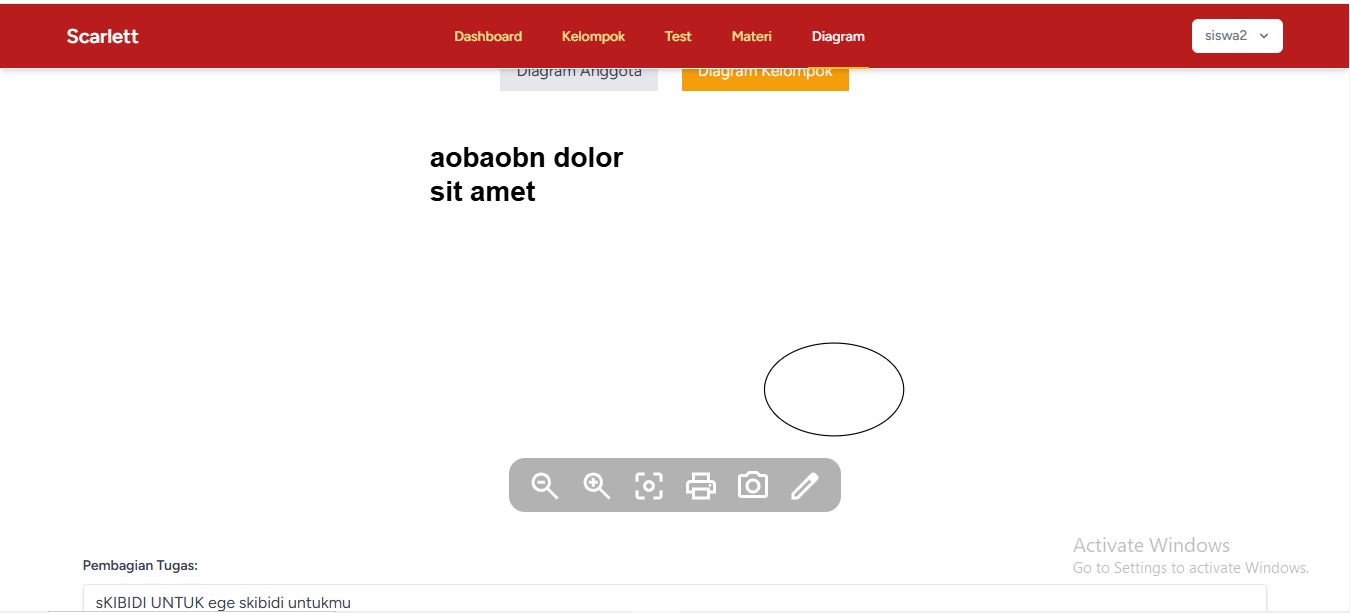 Scarlett
Dashboard Kelompok Test Materi Diagram
siswa2
Diagram Anggota Diagram Kelompok
aobaobn dolor
sit amet
Activate Windows
Go to Settings to activate Windows.
Pembagian Tugas:
sKIBIDI UNTUK ege skibidi untukmu